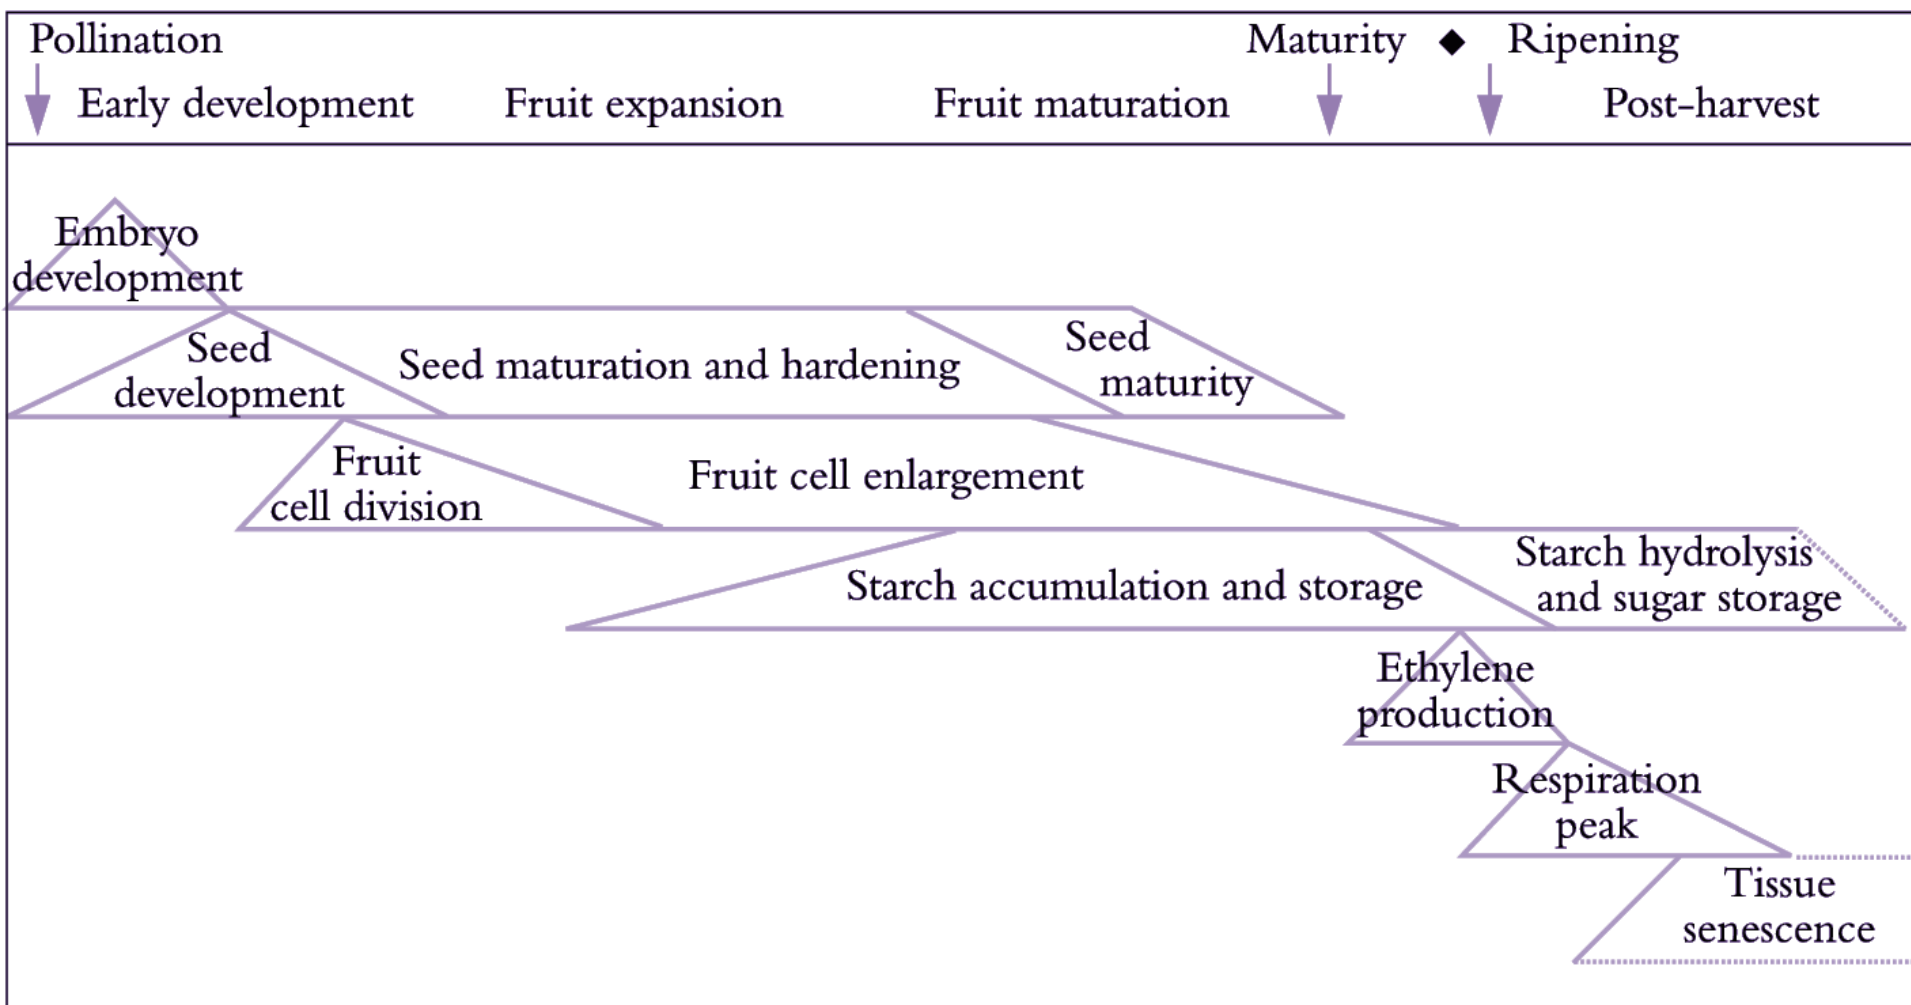 Pollination
Maturity ◆ Ripening
Early development
Fruit expansion
Fruit maturation
Post-harvest
Embryo
development
Seed
development
Seed maturation and hardening
Seed
maturity
Fruit
cell division
Fruit cell enlargement
Starch accumulation and storage
Starch hydrolysis
and sugar storage
Ethylene
production
Respiration
peak
Tissue
senescence